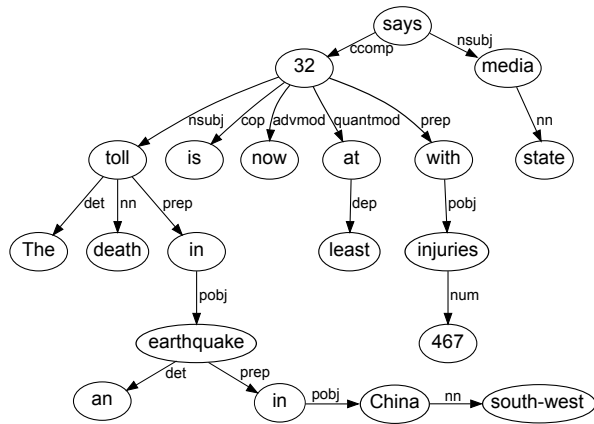 says
ccomp nsubj
32 media
nsubj cop advmod quantmod prep nn
toll is now at with state
det nn prep dep pobj
The death in least injuries
pobj num
earthquake 467
det prep
an in pobj China nn south-west